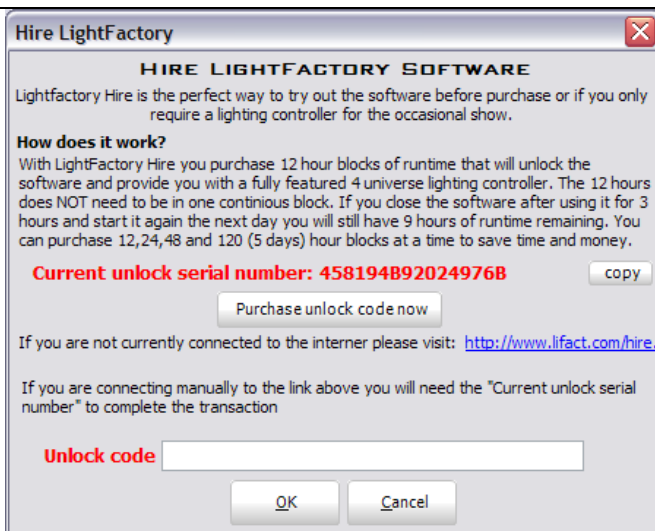 Hire LightFactory
HIRE LIGHTFACTORY SOFTWARE
Lightfactory Hire is the perfect way to try out the software before purchase or if you only
require a lighting controller for the occasional show.
How does it work?
With LightFactory Hire you purchase 12 hour blocks of runtime that will unlock the
software and provide you with a fully featured 4 universe lighting controller. The 12 hours
does NOT need to be in one continious block. If you close the software after using it for 3
hours and start it again the next day you will still have 9 hours of runtime remaining. You
can purchase 12,24,48 and 120 (5 days) hour blocks at a time to save time and money.
Current unlock serial number: 458194B92024976B
copy
Purchase unlock code now
If you are not currently connected to the interner please visit: http://www.lifact.com/hire.
If you are connecting manually to the link above you will need the "Current unlock serial
number" to complete the transaction
Unlock code
OK
Cancel